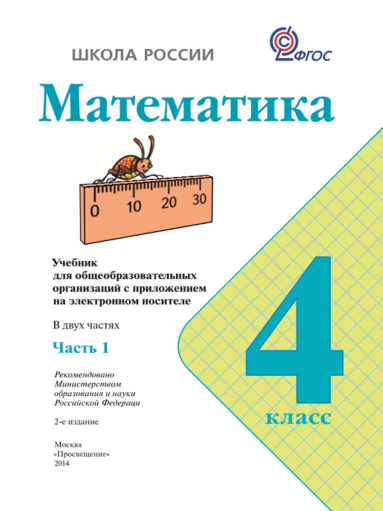 ШКОЛА РОССИИ
ФГОС
Математика
0 10 20 30
Учебник
для общеобразовательных
организаций с приложением
на электронном носителе
В двух частях
Часть 1
Рекомендовано
Министерством
образования и науки
Российской Федераци
2-е издание
4
класс
Москва
«Просвещение»
2014